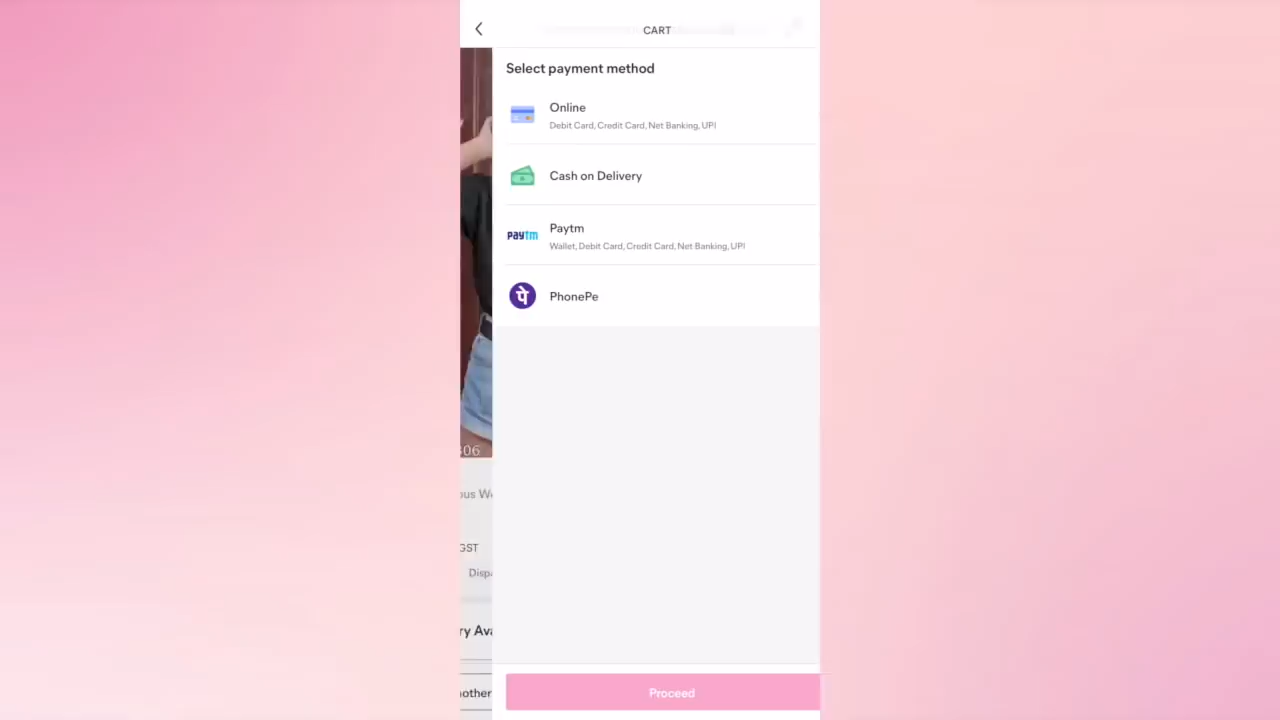 CART
Select payment method
Online
Debit Card, Credit Card, Net Banking, UPI
Cash on Delivery
paytm
Paytm
Wallet, Debit Card, Credit Card, Net Banking, UPI
पे
PhonePe
GST
Proceed